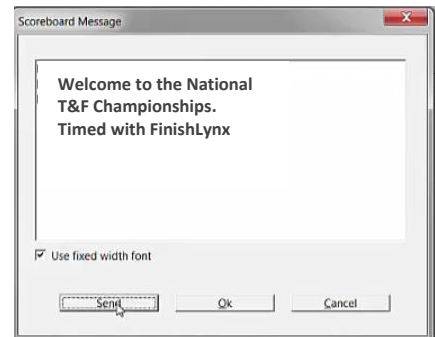 Scoreboard Message
Welcome to the National
T&F Championships.
Timed with FinishLynx
Use fixed width font
Send
Ok
Cancel